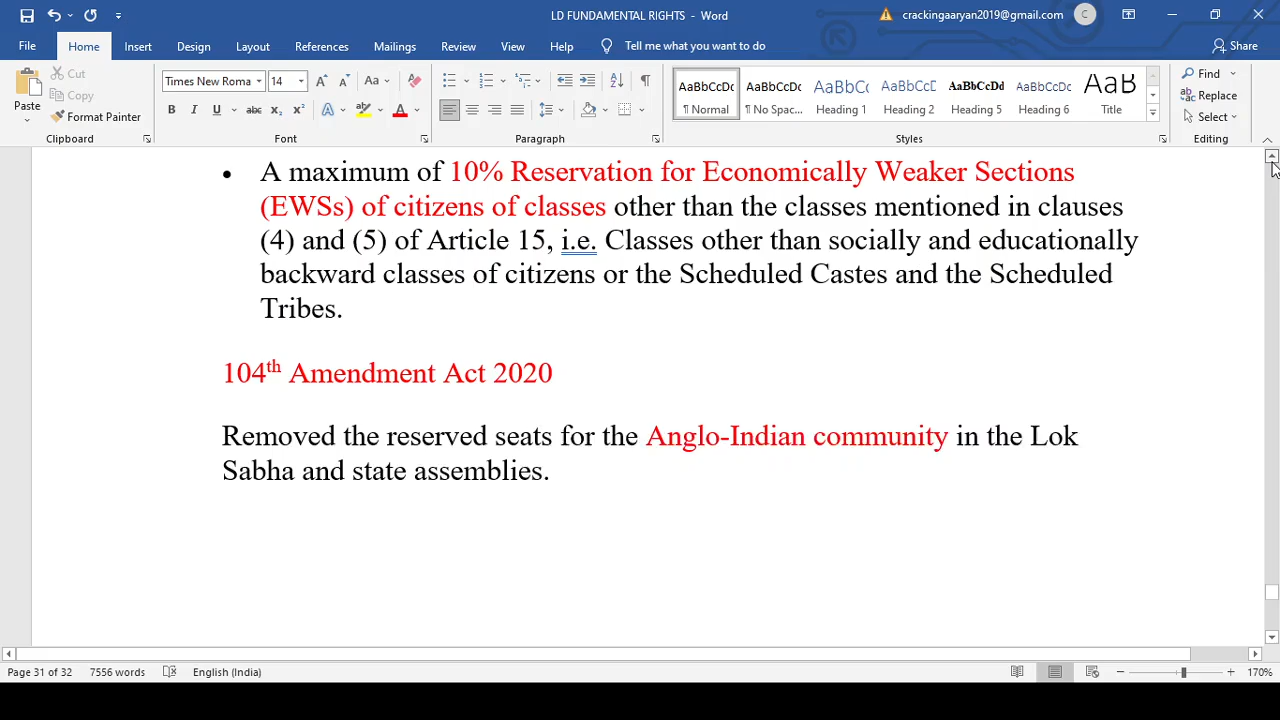 LD FUNDAMENTAL RIGHTS - Word
crackingaaryan2019@gmail.com
C
File Home Insert Design Layout References Mailings Review View Help Tell me what you want to do Share
Paste
Cut
Copy
Format Painter
Clipboard
Times New Roma 14 Aa
B I U abc x₂ x² A A
Font
Paragraph
AaBbCcDc AaBbCcDc AaBbCc AaBbCcD AaBbCcDd AaBbCcDc AaB
¶ Normal ¶ No Spac... Heading 1 Heading 2 Heading 5 Heading 6 Title
Styles
Find
Replace
Select
Editing
• A maximum of 10% Reservation for Economically Weaker Sections
(EWSs) of citizens of classes other than the classes mentioned in clauses
(4) and (5) of Article 15, i.e. Classes other than socially and educationally
backward classes of citizens or the Scheduled Castes and the Scheduled
Tribes.
104th Amendment Act 2020
Removed the reserved seats for the Anglo-Indian community in the Lok
Sabha and state assemblies.
Page 31 of 32 7556 words English (India) 170%